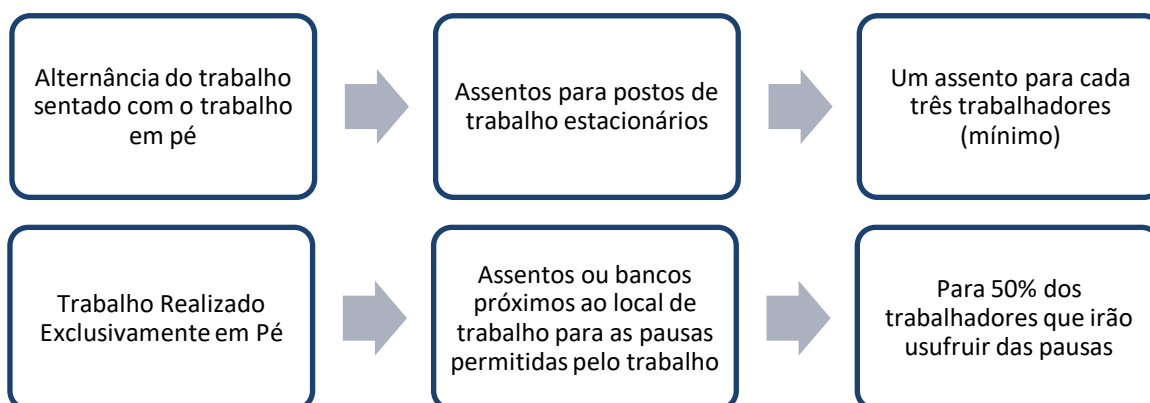 Alternância do trabalho
sentado com o trabalho
em pé
Assentos para postos de
trabalho estacionários
Um assento para cada
três trabalhadores
(mínimo)
Trabalho Realizado
Exclusivamente em Pé
Assentos ou bancos
próximos ao local de
trabalho para as pausas
permitidas pelo trabalho
Para 50% dos
trabalhadores que irão
usufruir das pausas